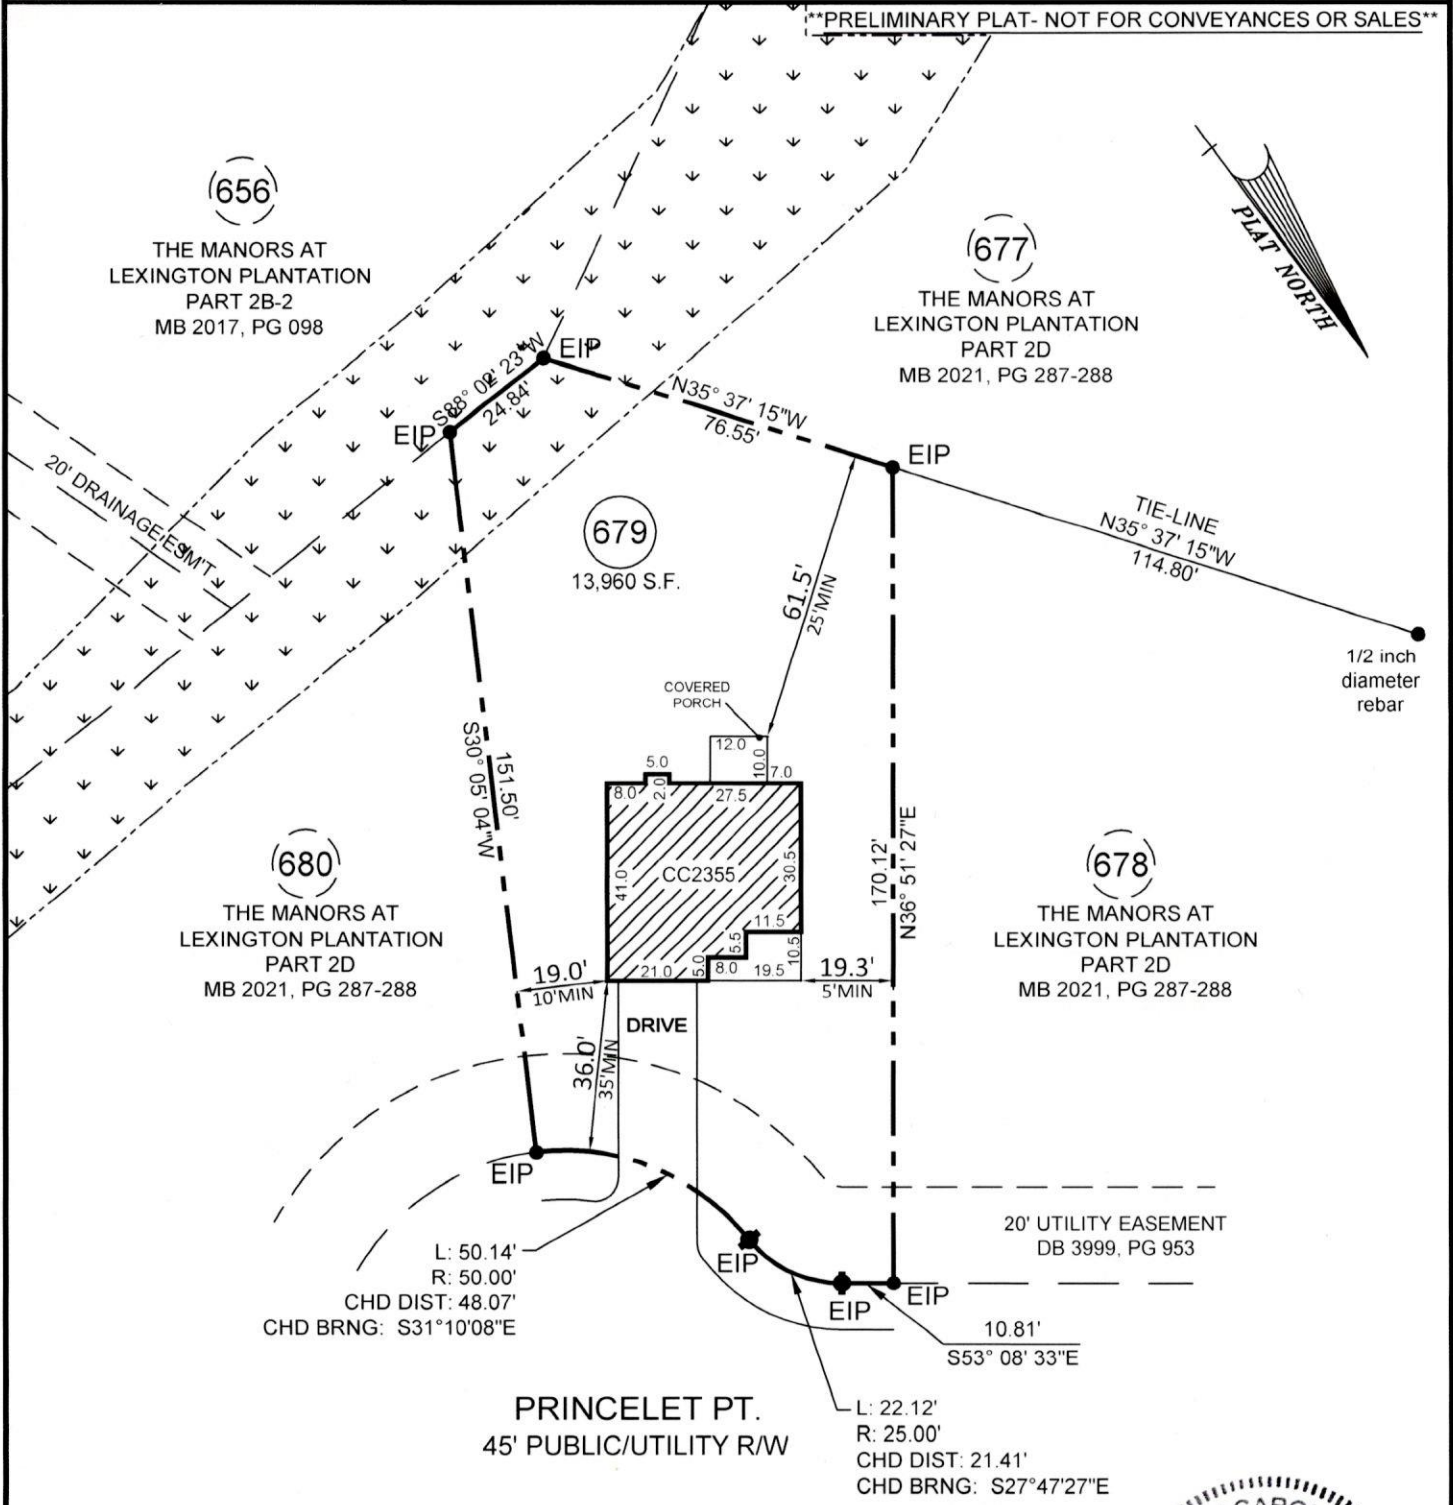 **PRELIMINARY PLAT- NOT FOR CONVEYANCES OR SALES**
656
THE MANORS AT
LEXINGTON PLANTATION
PART 2B-2
MB 2017, PG 098
677
THE MANORS AT
LEXINGTON PLANTATION
PART 2D
MB 2021, PG 287-288
PLAT NORTH
EIP
S88° 02' 23"W
24.84'
EIP
N35° 37' 15"W
76.55'
EIP
20' DRAINAGE ESM'T
679
13,960 S.F.
TIE-LINE
N35° 37' 15"W
114.80'
1/2 inch
diameter
rebar
61.5'
25'MIN
COVERED
PORCH
12.0
10.0
7.0
5.0
8.0
2.0
27.5
151.50'
S30° 05' 04"W
CC2355
41.0
30.5
11.5
5.5
10.5
21.0
5.0
8.0
19.5
170.12'
N36° 51' 27"E
680
THE MANORS AT
LEXINGTON PLANTATION
PART 2D
MB 2021, PG 287-288
678
THE MANORS AT
LEXINGTON PLANTATION
PART 2D
MB 2021, PG 287-288
19.0'
10'MIN
19.3'
5'MIN
DRIVE
36.0'
35'MIN
EIP
20' UTILITY EASEMENT
DB 3999, PG 953
L: 50.14'
R: 50.00'
CHD DIST: 48.07'
CHD BRNG: S31°10'08"E
EIP
EIP
EIP
10.81'
S53° 08' 33"E
PRINCELET PT.
45' PUBLIC/UTILITY R/W
L: 22.12'
R: 25.00'
CHD DIST: 21.41'
CHD BRNG: S27°47'27"E